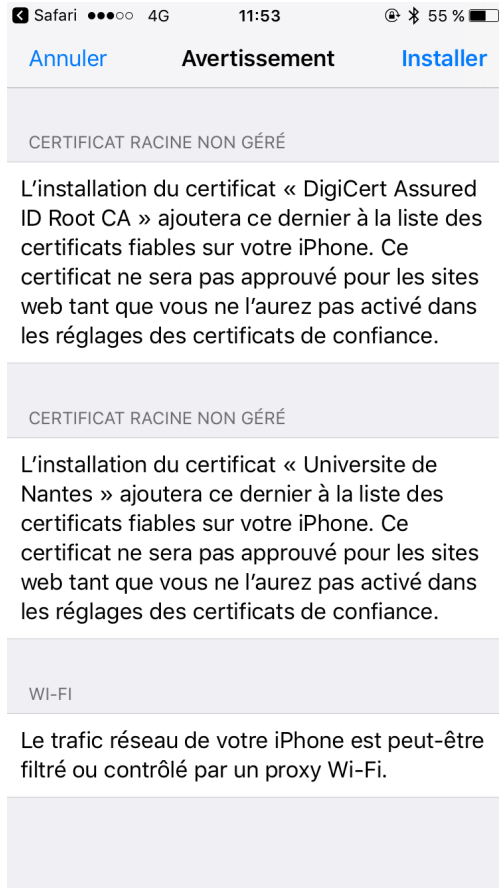 Safari 4G 11:53 55 %
Annuler Avertissement Installer
CERTIFICAT RACINE NON GÉRÉ
L’installation du certificat « DigiCert Assured
ID Root CA » ajoutera ce dernier à la liste des
certificats fiables sur votre iPhone. Ce
certificat ne sera pas approuvé pour les sites
web tant que vous ne l’aurez pas activé dans
les réglages des certificats de confiance.
CERTIFICAT RACINE NON GÉRÉ
L’installation du certificat « Universite de
Nantes » ajoutera ce dernier à la liste des
certificats fiables sur votre iPhone. Ce
certificat ne sera pas approuvé pour les sites
web tant que vous ne l’aurez pas activé dans
les réglages des certificats de confiance.
WI-FI
Le trafic réseau de votre iPhone est peut-être
filtré ou contrôlé par un proxy Wi-Fi.